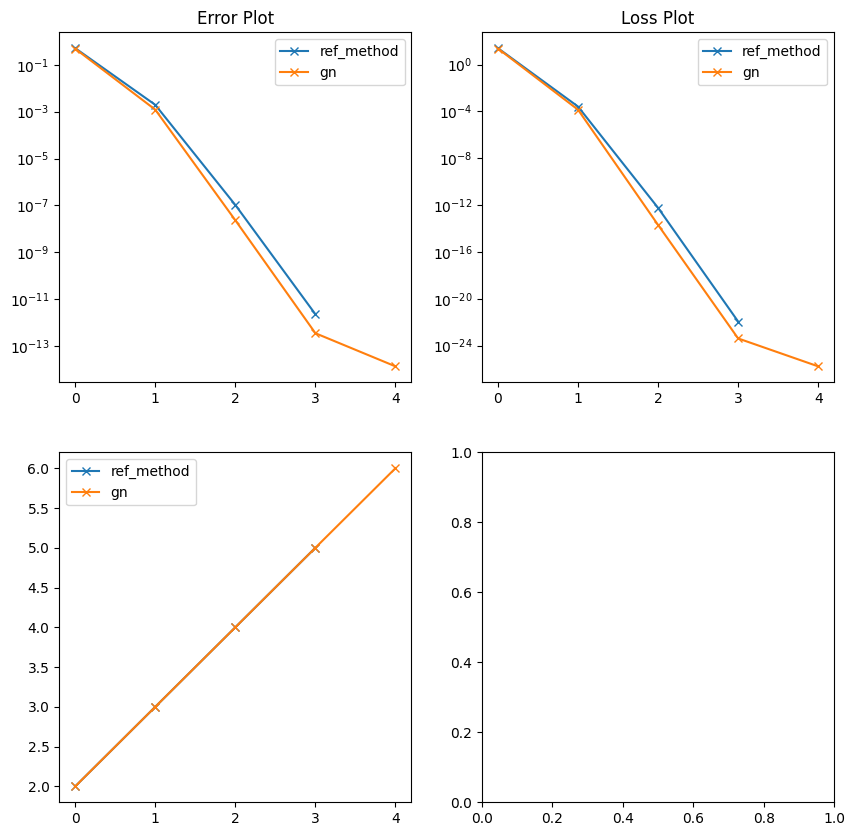 Error Plot
ref_method
gn
10⁻¹
10⁻³
10⁻⁵
10⁻⁷
10⁻⁹
10⁻¹¹
10⁻¹³
0 1 2 3 4
Loss Plot
ref_method
gn
10⁰
10⁻⁴
10⁻⁸
10⁻¹²
10⁻¹⁶
10⁻²⁰
10⁻²⁴
0 1 2 3 4
ref_method
gn
6.0
5.5
5.0
4.5
4.0
3.5
3.0
2.5
2.0
0 1 2 3 4
1.0
0.8
0.6
0.4
0.2
0.0
0.0 0.2 0.4 0.6 0.8 1.0